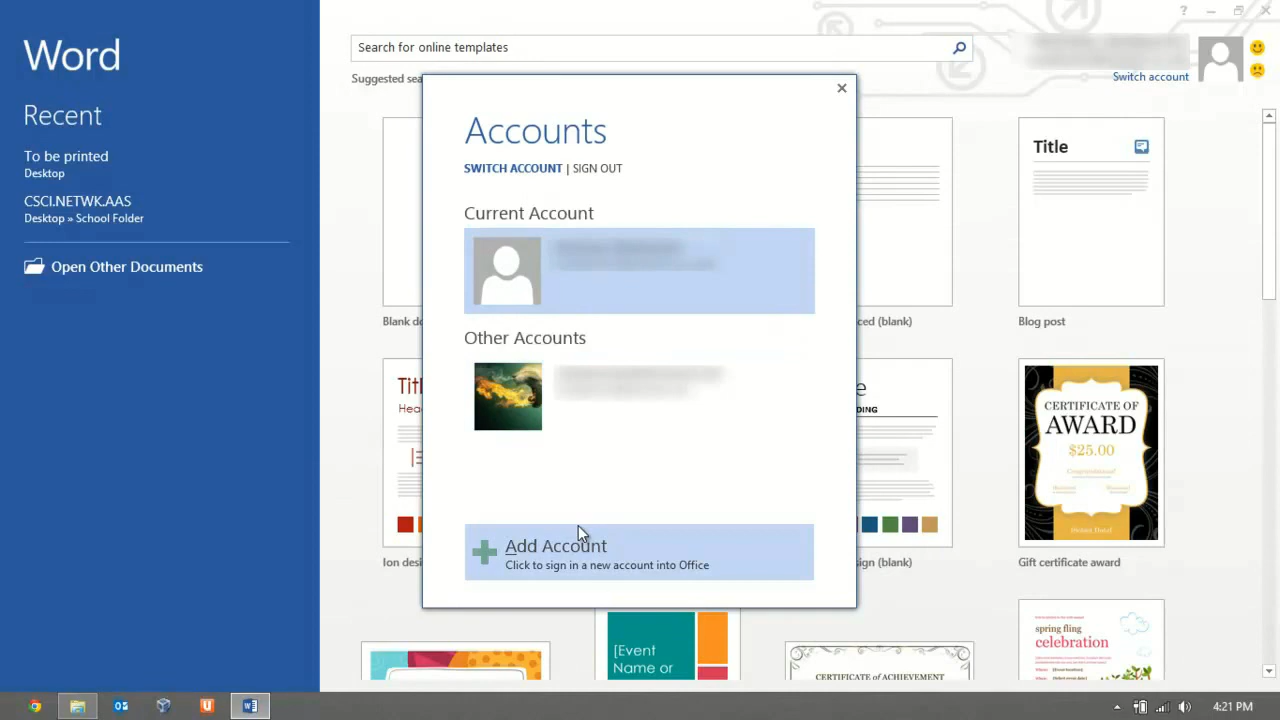 Word
Recent
To be printed
Desktop
CSCI.NETWK.AAS
Desktop » School Folder
Open Other Documents
Search for online templates
?
Switch account
Suggested sea
Accounts
SWITCH ACCOUNT | SIGN OUT
Current Account
Other Accounts
Add Account
Click to sign in a new account into Office
Title
Blank do
ced (blank)
Blog post
Titl
Head
DING
CERTIFICATE OF
AWARD
$25.00
Ion desi
sign (blank)
Gift certificate award
[Event
Name or
CERTIFICATE of ACHIEVEMENT
spring fling
celebration
4:21 PM